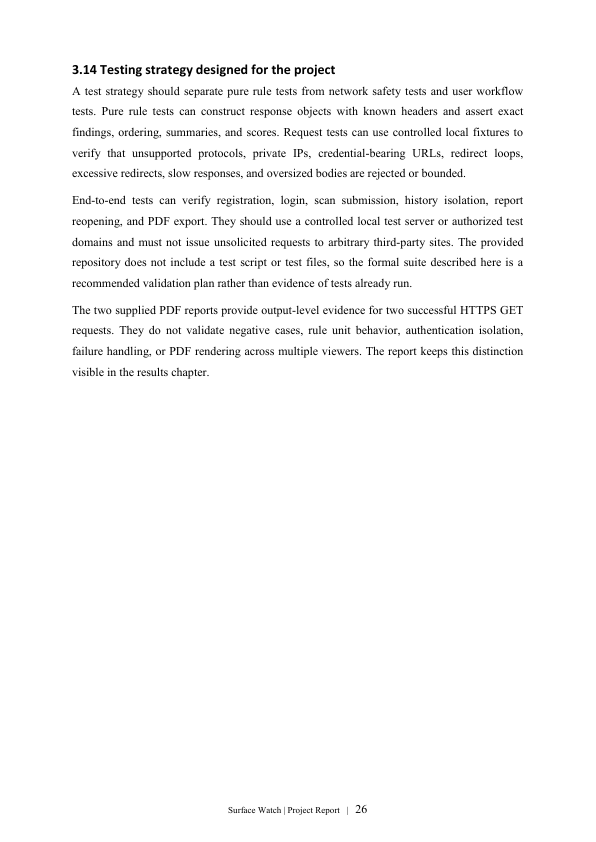 3.14 Testing strategy designed for the project
A test strategy should separate pure rule tests from network safety tests and user workflow
tests. Pure rule tests can construct response objects with known headers and assert exact
findings, ordering, summaries, and scores. Request tests can use controlled local fixtures to
verify that unsupported protocols, private IPs, credential-bearing URLs, redirect loops,
excessive redirects, slow responses, and oversized bodies are rejected or bounded.
End-to-end tests can verify registration, login, scan submission, history isolation, report
reopening, and PDF export. They should use a controlled local test server or authorized test
domains and must not issue unsolicited requests to arbitrary third-party sites. The provided
repository does not include a test script or test files, so the formal suite described here is a
recommended validation plan rather than evidence of tests already run.
The two supplied PDF reports provide output-level evidence for two successful HTTPS GET
requests. They do not validate negative cases, rule unit behavior, authentication isolation,
failure handling, or PDF rendering across multiple viewers. The report keeps this distinction
visible in the results chapter.
Surface Watch | Project Report | 26